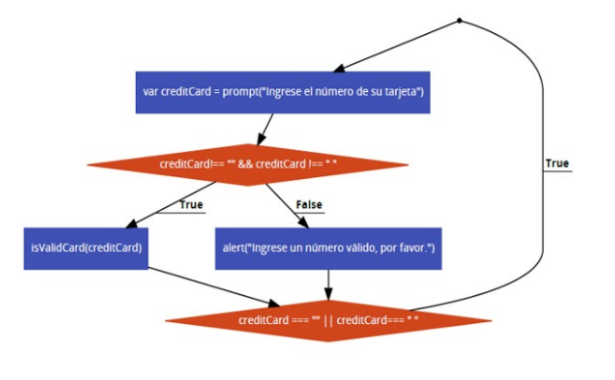 var creditCard = prompt("Ingrese el número de su tarjeta")
creditCard!== "" && creditCard !== " "
True
True
False
isValidCard(creditCard)
alert("Ingrese un número válido, por favor.")
creditCard === "" || creditCard=== " "